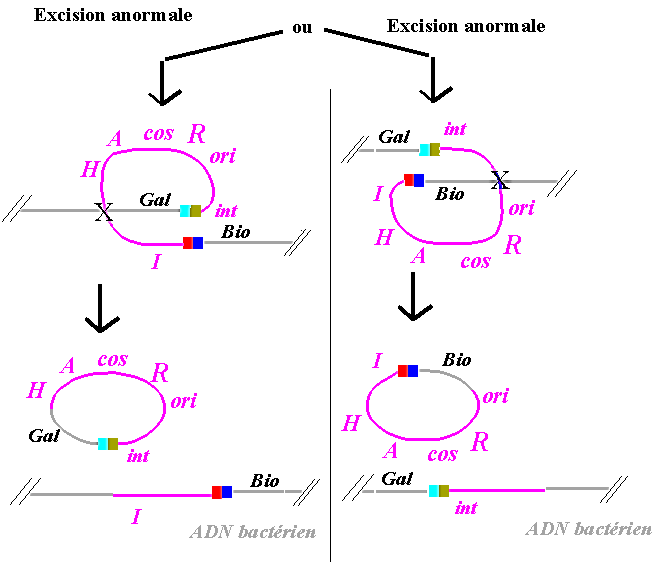 Excision anormale
ou
Excision anormale
A cos R
H ori
Gal int
X
Bio
I
Gal int
X
I Bio
ori
H
A cos R
A cos R
H ori
Gal
int
Bio
I
ADN bactérien
I Bio
ori
H
A cos R
Gal
int
ADN bactérien